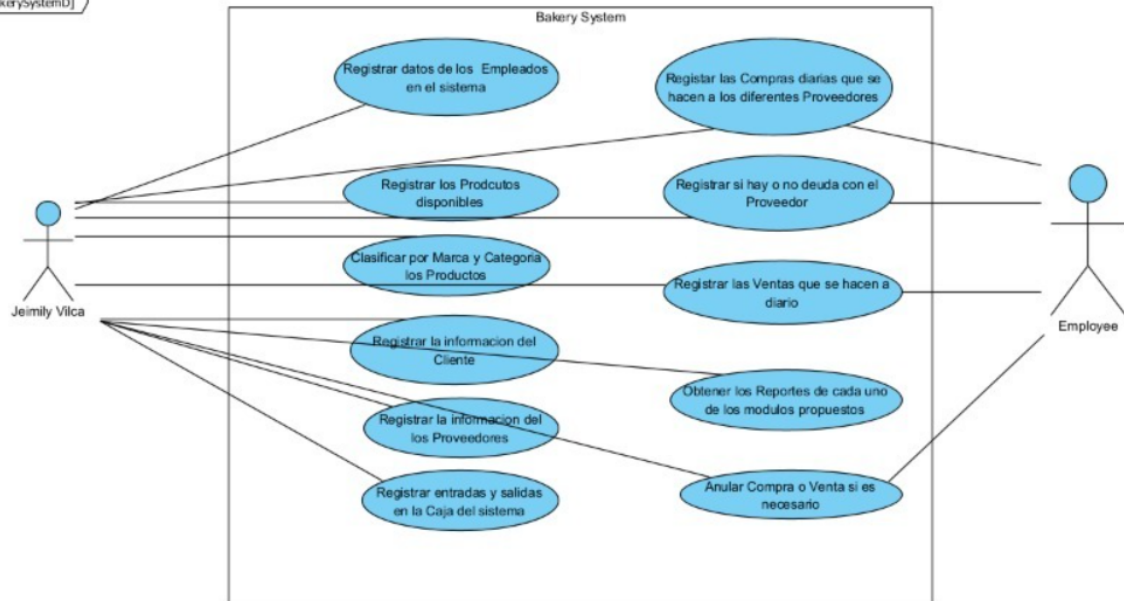 kerySystemD]
Bakery System
Registrar datos de los Empleados
en el sistema
Registar las Compras diarias que se
hacen a los diferentes Proveedores
Registrar los Prodcutos
disponibles
Registrar si hay o no deuda con el
Proveedor
Clasificar por Marca y Categoria
los Productos
Registrar las Ventas que se hacen a
diario
Jeimily Vilca
Employee
Registrar la informacion del
Cliente
Obtener los Reportes de cada uno
de los modulos propuestos
Registrar la informacion del
los Proveedores
Registrar entradas y salidas
en la Caja del sistema
Anular Compra o Venta si es
necesario